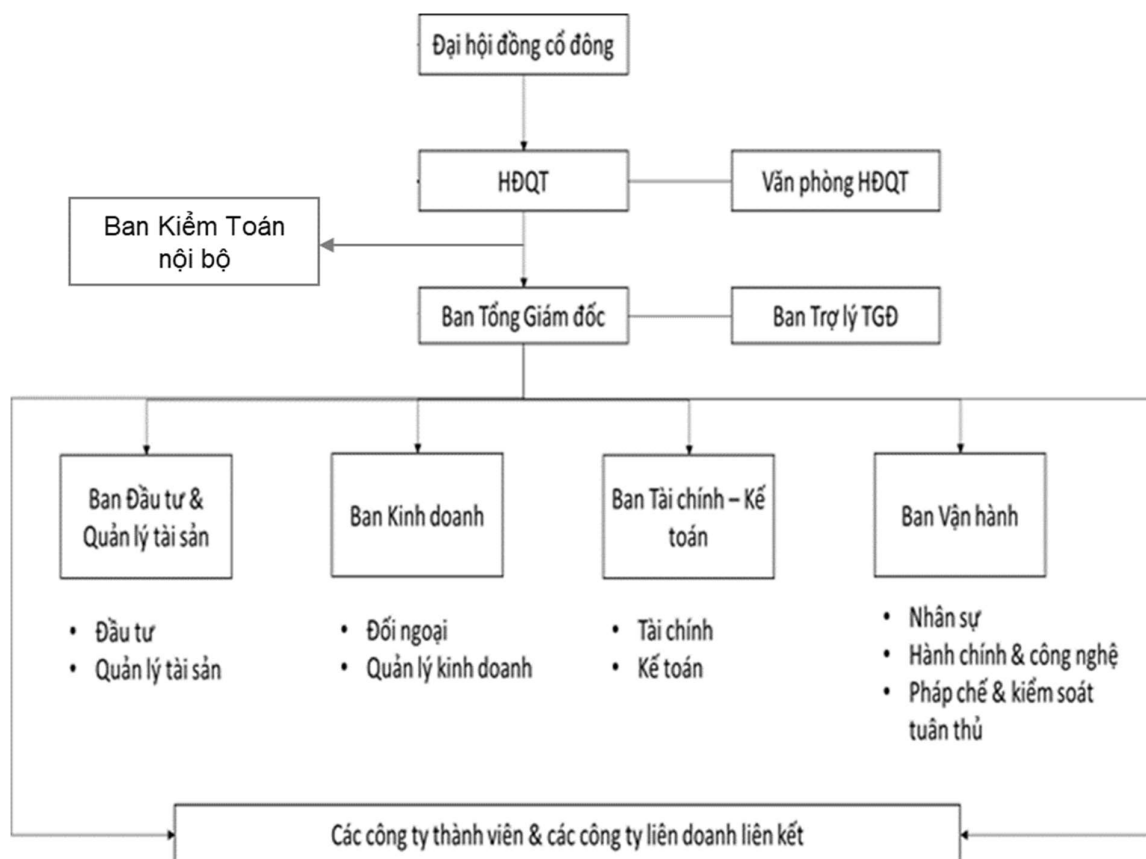 Đại hội đồng cổ đông
HĐQT
Văn phòng HĐQT
Ban Kiểm Toán
nội bộ
Ban Tổng Giám đốc
Ban Trợ lý TGĐ
Ban Đầu tư &
Quản lý tài sản
Ban Kinh doanh
Ban Tài chính – Kế
toán
Ban Vận hành
• Đầu tư
• Quản lý tài sản
• Đối ngoại
• Quản lý kinh doanh
• Tài chính
• Kế toán
• Nhân sự
• Hành chính & công nghệ
• Pháp chế & kiểm soát
tuân thủ
Các công ty thành viên & các công ty liên doanh liên kết